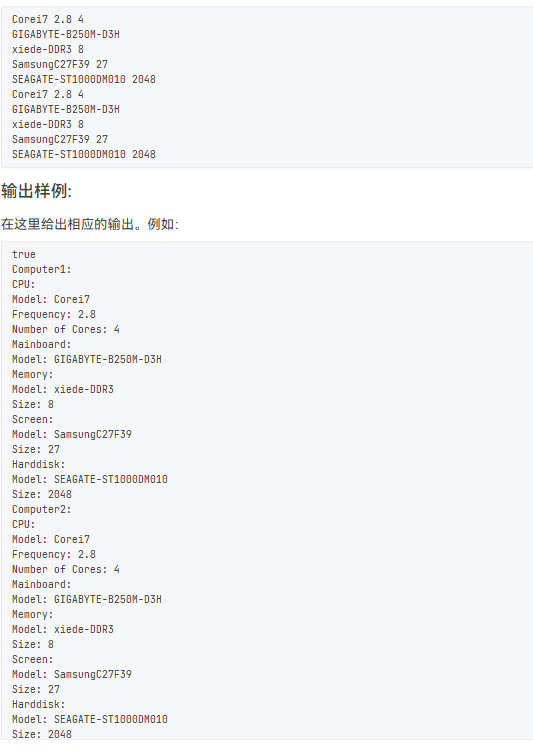 Corei7 2.8 4
GIGABYTE-B250M-D3H
xiede-DDR3 8
SamsungC27F39 27
SEAGATE-ST1000DM010 2048
Corei7 2.8 4
GIGABYTE-B250M-D3H
xiede-DDR3 8
SamsungC27F39 27
SEAGATE-ST1000DM010 2048
输出样例:
在这里给出相应的输出。例如：
true
Computer1:
CPU:
Model: Corei7
Frequency: 2.8
Number of Cores: 4
Mainboard:
Model: GIGABYTE-B250M-D3H
Memory:
Model: xiede-DDR3
Size: 8
Screen:
Model: SamsungC27F39
Size: 27
Harddisk:
Model: SEAGATE-ST1000DM010
Size: 2048
Computer2:
CPU:
Model: Corei7
Frequency: 2.8
Number of Cores: 4
Mainboard:
Model: GIGABYTE-B250M-D3H
Memory:
Model: xiede-DDR3
Size: 8
Screen:
Model: SamsungC27F39
Size: 27
Harddisk:
Model: SEAGATE-ST1000DM010
Size: 2048